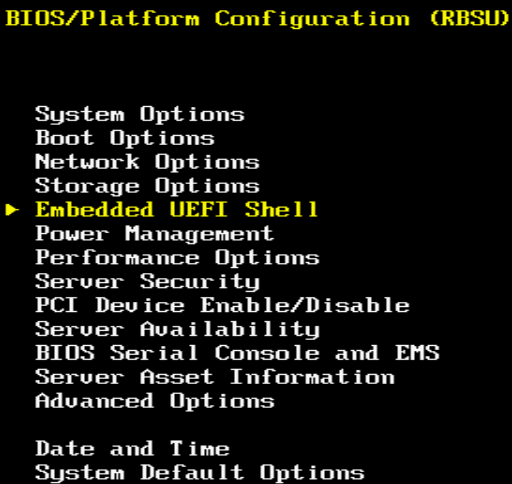 BIOS/Platform Configuration (RBSU)
System Options
Boot Options
Network Options
Storage Options
Embedded UEFI Shell
Power Management
Performance Options
Server Security
PCI Device Enable/Disable
Server Availability
BIOS Serial Console and EMS
Server Asset Information
Advanced Options
Date and Time
System Default Options